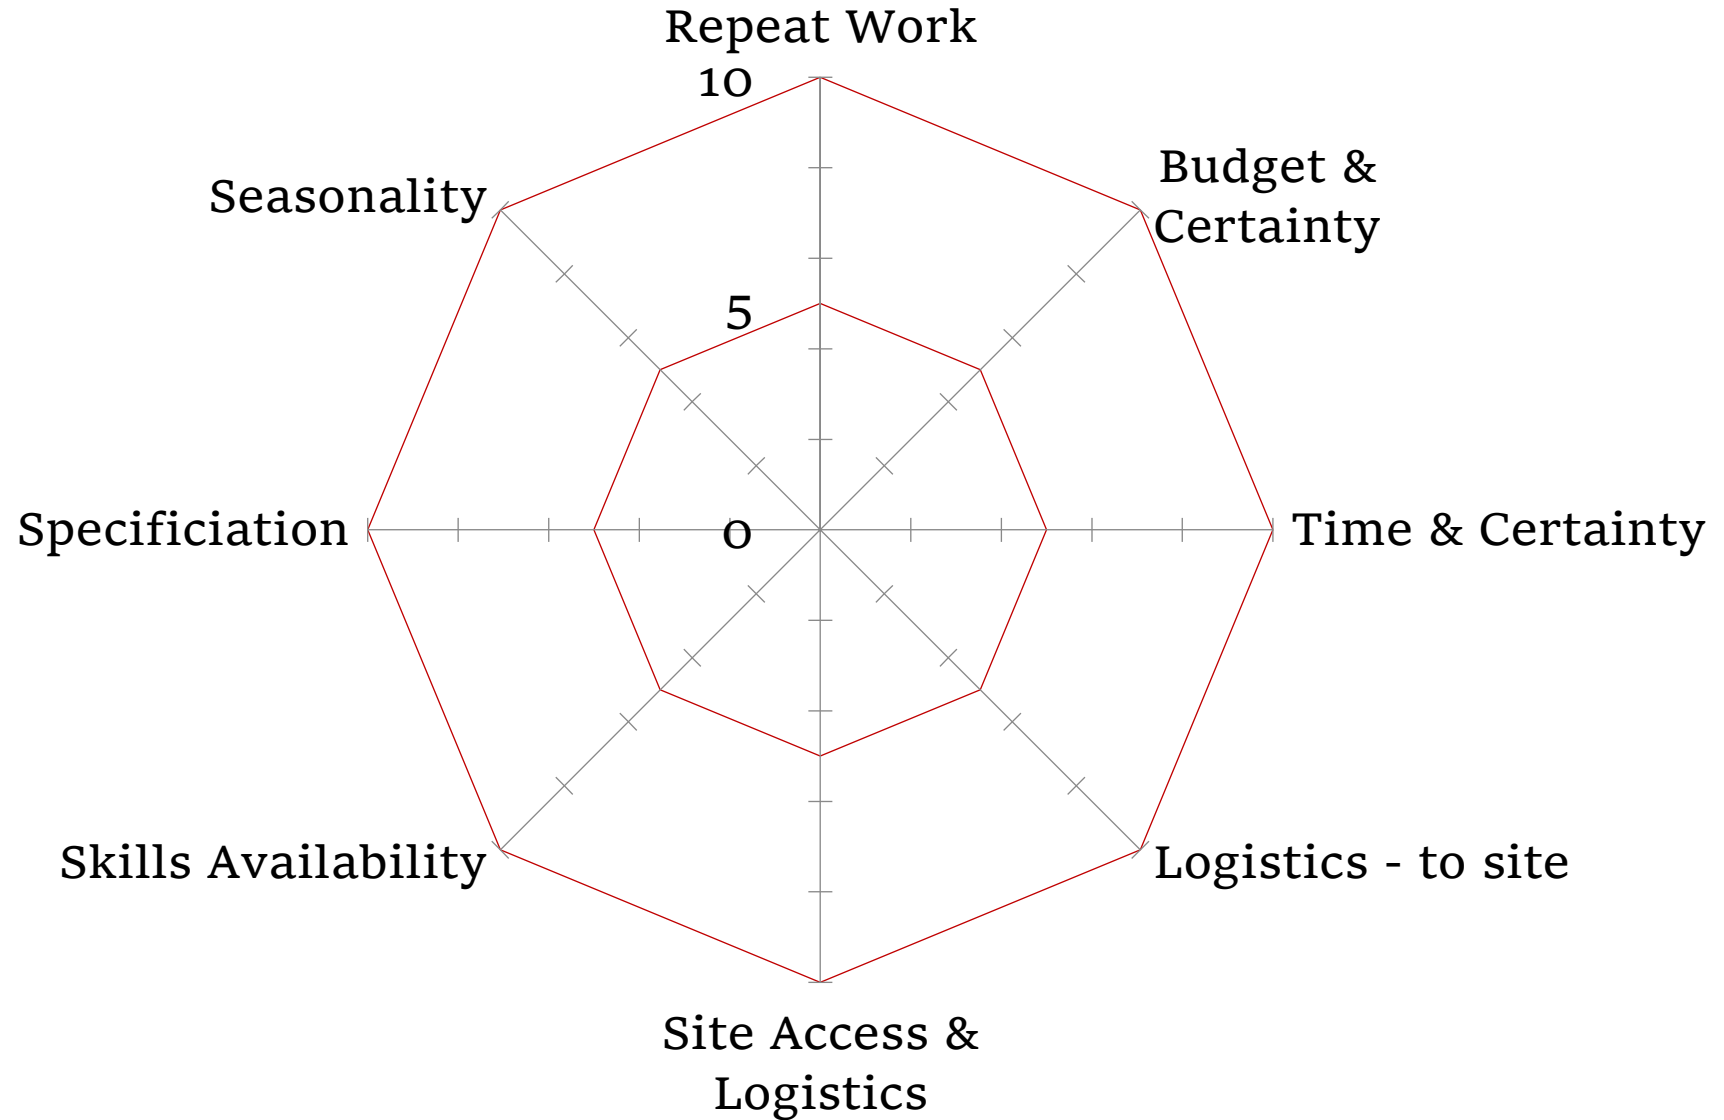 Repeat Work
10
Budget &
Certainty
Seasonality
5
Specificiation
0
Time & Certainty
Skills Availability
Logistics - to site
Site Access &
Logistics